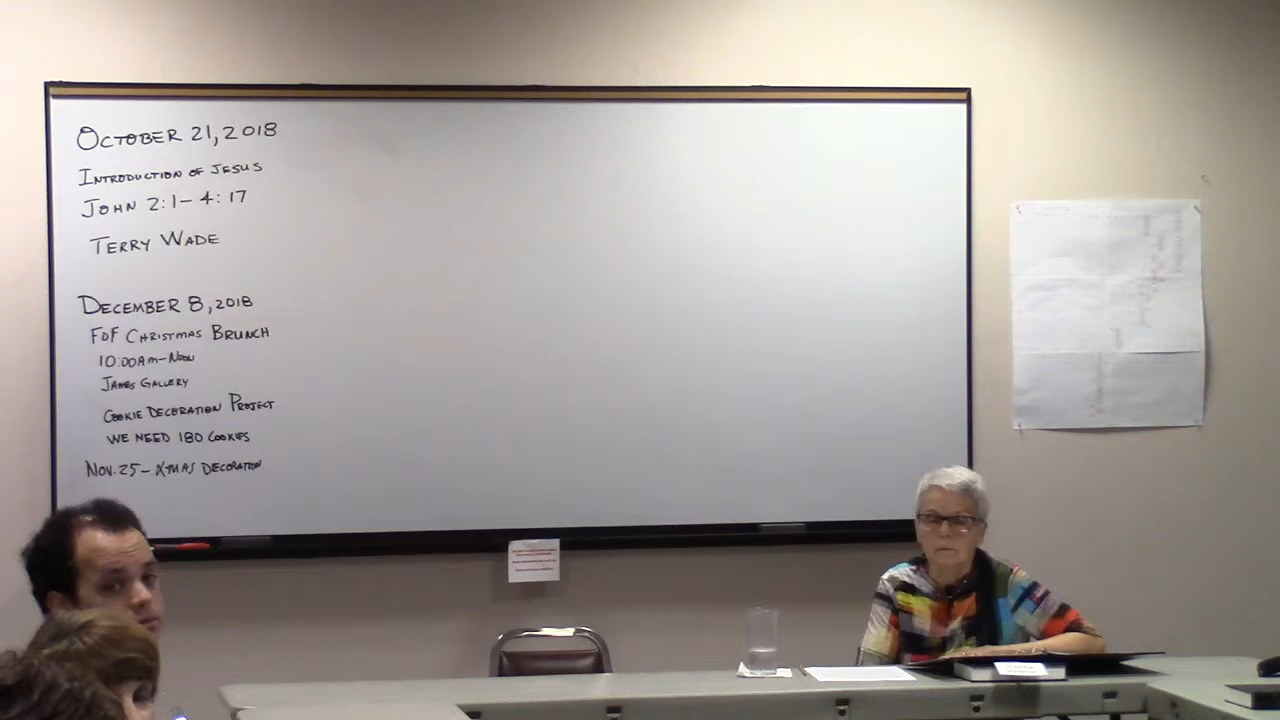 OCTOBER 21, 2018
INTRODUCTION OF JESUS
JOHN 2:1-4:17
TERRY WADE
DECEMBER 8, 2018
FOF CHRISTMAS BRUNCH
10:00AM-NOON
JAMES GALLERY
COOKIE DECORATION PROJECT
WE NEED 180 COOKIES
NOV. 25- XMAS DECORATION